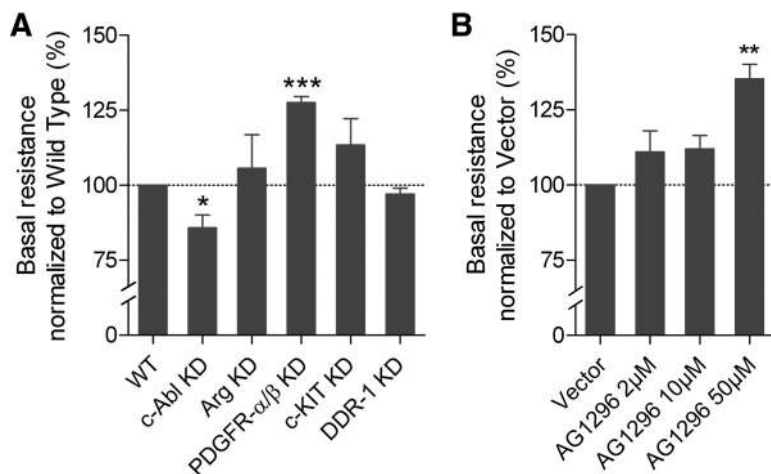 A
Basal resistance
normalized to Wild Type (%)
150
125
100
75
0
*
***
WT
c-Abl KD
Arg KD
PDGFR-α/β KD
c-KIT KD
DDR-1 KD
B
Basal resistance
normalized to Vector (%)
150
125
100
75
0
**
Vector
AG1296 2μM
AG1296 10μM
AG1296 50μM